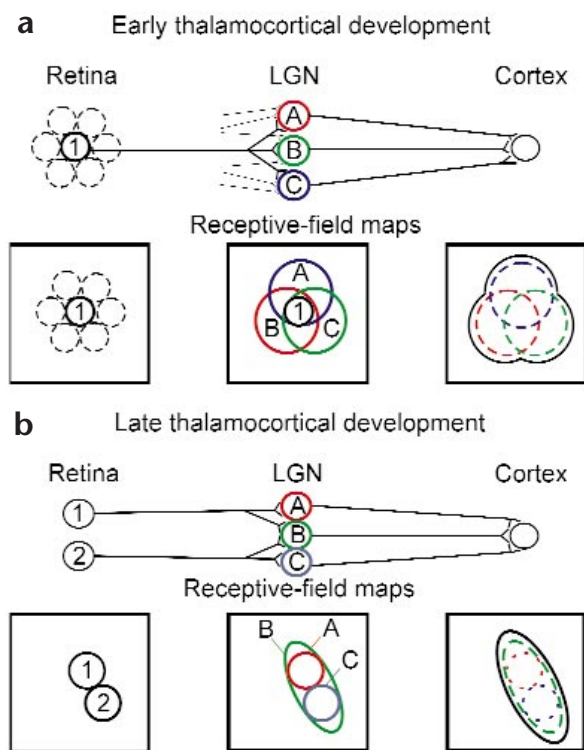 a Early thalamocortical development
Retina LGN Cortex
A
1 B
C
Receptive-field maps
A
1 1
B C
b Late thalamocortical development
Retina LGN Cortex
1 A
B
2 C
Receptive-field maps
B A
C
1
2